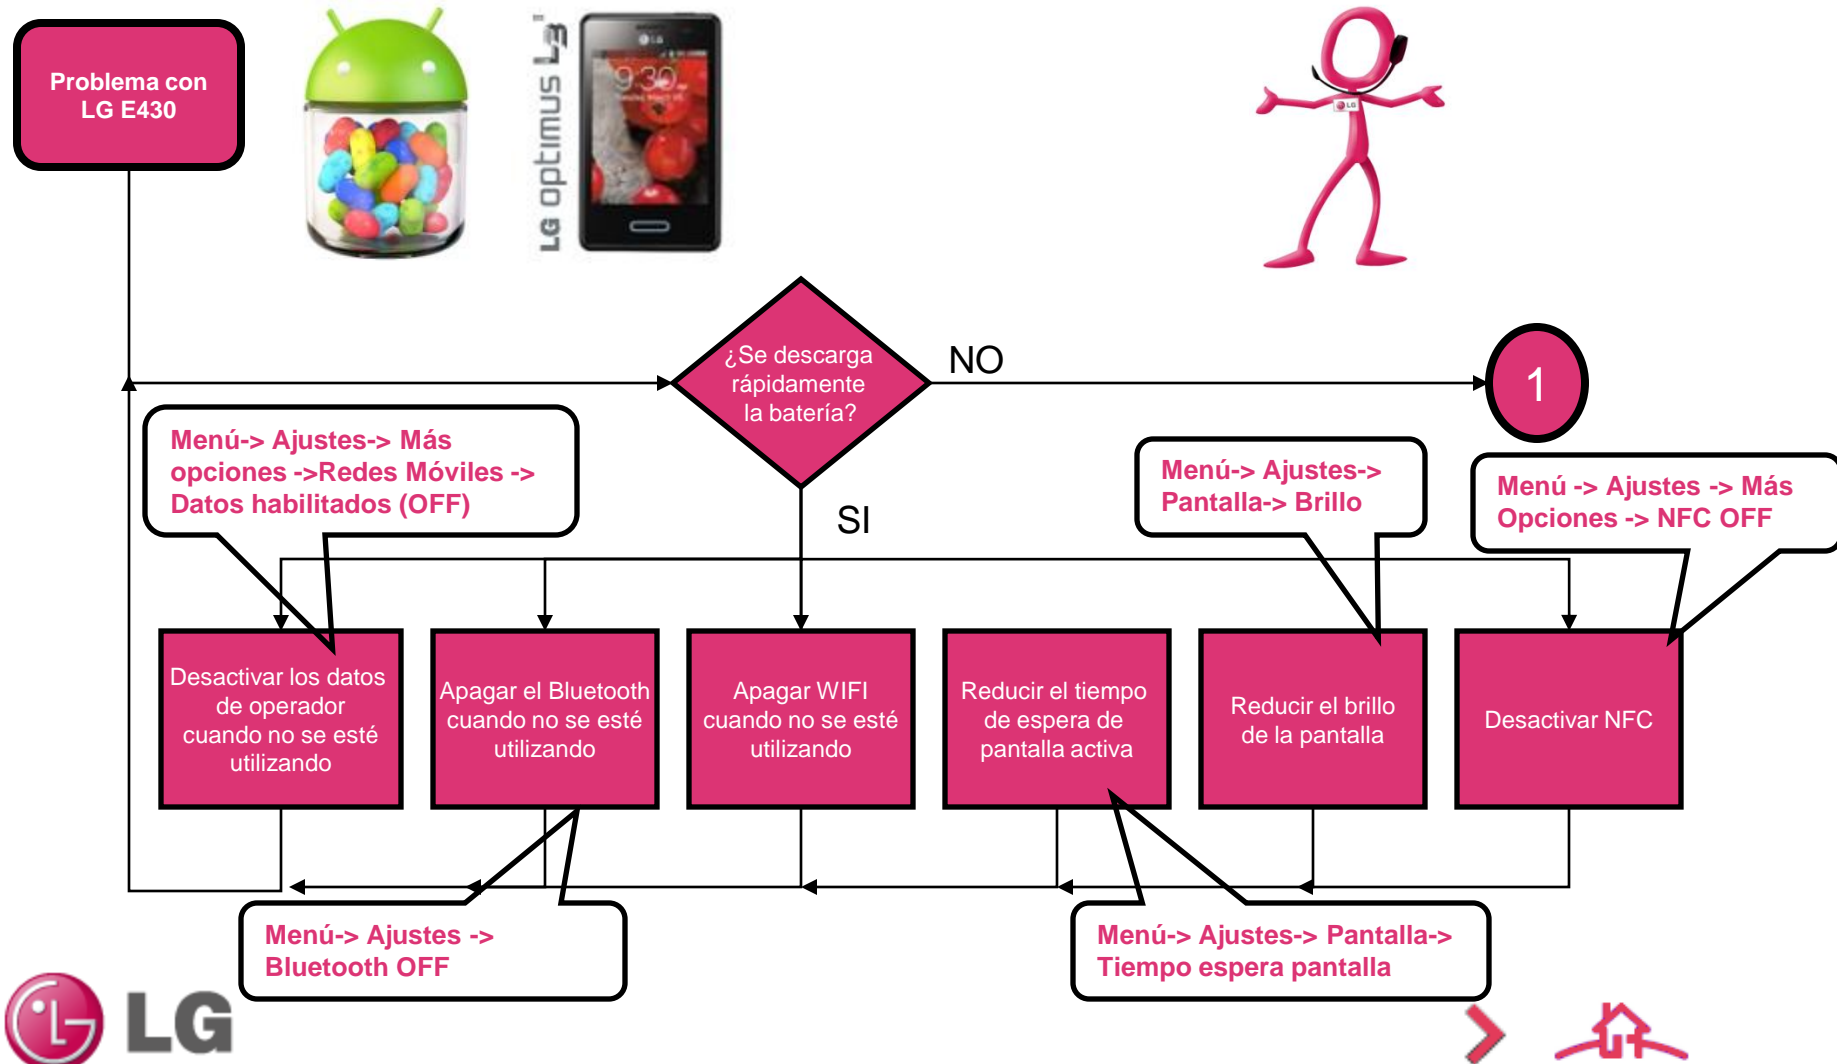 Problema con
LG E430
LG optimus L3 II
LG
9:30
¿Se descarga
rápidamente
la batería?
NO
1
SI
Menú-> Ajustes-> Más
opciones ->Redes Móviles ->
Datos habilitados (OFF)
Menú-> Ajustes->
Pantalla-> Brillo
Menú -> Ajustes -> Más
Opciones -> NFC OFF
Desactivar los datos
de operador
cuando no se esté
utilizando
Apagar el Bluetooth
cuando no se esté
utilizando
Apagar WIFI
cuando no se esté
utilizando
Reducir el tiempo
de espera de
pantalla activa
Reducir el brillo
de la pantalla
Desactivar NFC
Menú-> Ajustes ->
Bluetooth OFF
Menú-> Ajustes-> Pantalla->
Tiempo espera pantalla
LG